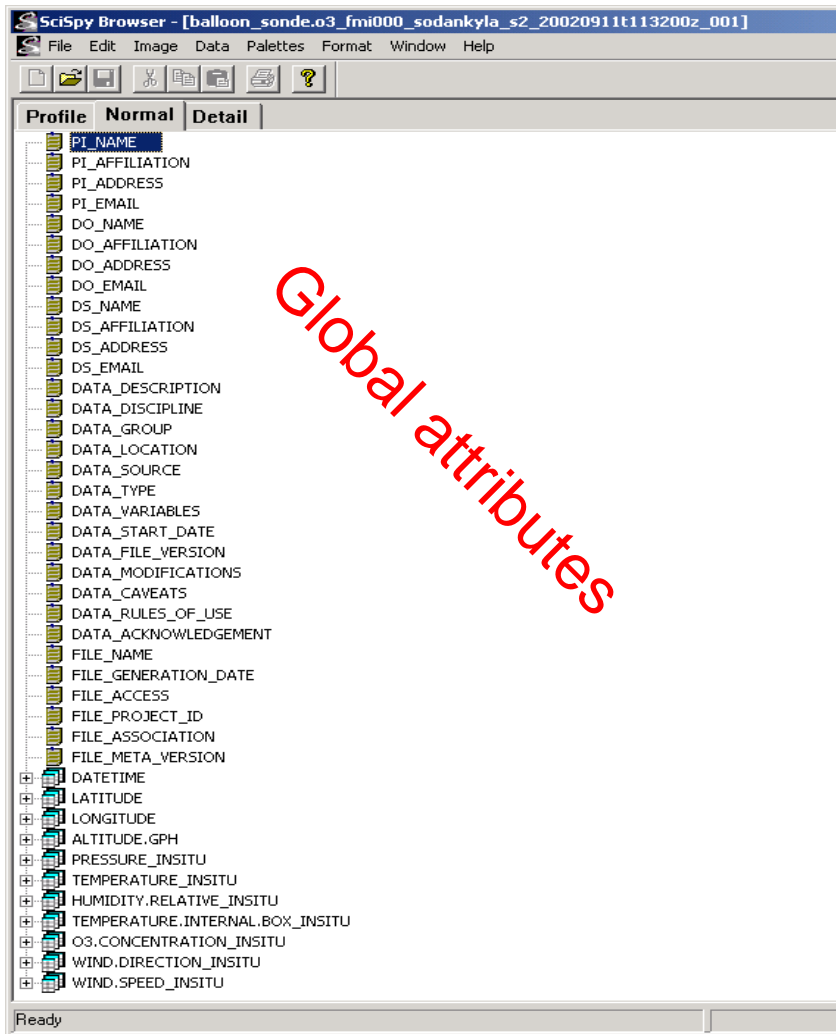 SciSpy Browser - [balloon_sonde.o3_fmi000_sodankyla_s2_20020911t113200z_001]
File Edit Image Data Palettes Format Window Help
Profile Normal Detail
PI_NAME
PI_AFFILIATION
PI_ADDRESS
PI_EMAIL
DO_NAME
DO_AFFILIATION
DO_ADDRESS
DO_EMAIL
DS_NAME
DS_AFFILIATION
DS_ADDRESS
DS_EMAIL
DATA_DESCRIPTION
DATA_DISCIPLINE
DATA_GROUP
DATA_LOCATION
DATA_SOURCE
DATA_TYPE
DATA_VARIABLES
DATA_START_DATE
DATA_FILE_VERSION
DATA_MODIFICATIONS
DATA_CAVEATS
DATA_RULES_OF_USE
DATA_ACKNOWLEDGEMENT
FILE_NAME
FILE_GENERATION_DATE
FILE_ACCESS
FILE_PROJECT_ID
FILE_ASSOCIATION
FILE_META_VERSION
DATETIME
LATITUDE
LONGITUDE
ALTITUDE.GPH
PRESSURE_INSITU
TEMPERATURE_INSITU
HUMIDITY.RELATIVE_INSITU
TEMPERATURE.INTERNAL.BOX_INSITU
O3.CONCENTRATION_INSITU
WIND.DIRECTION_INSITU
WIND.SPEED_INSITU
Global attributes
Ready